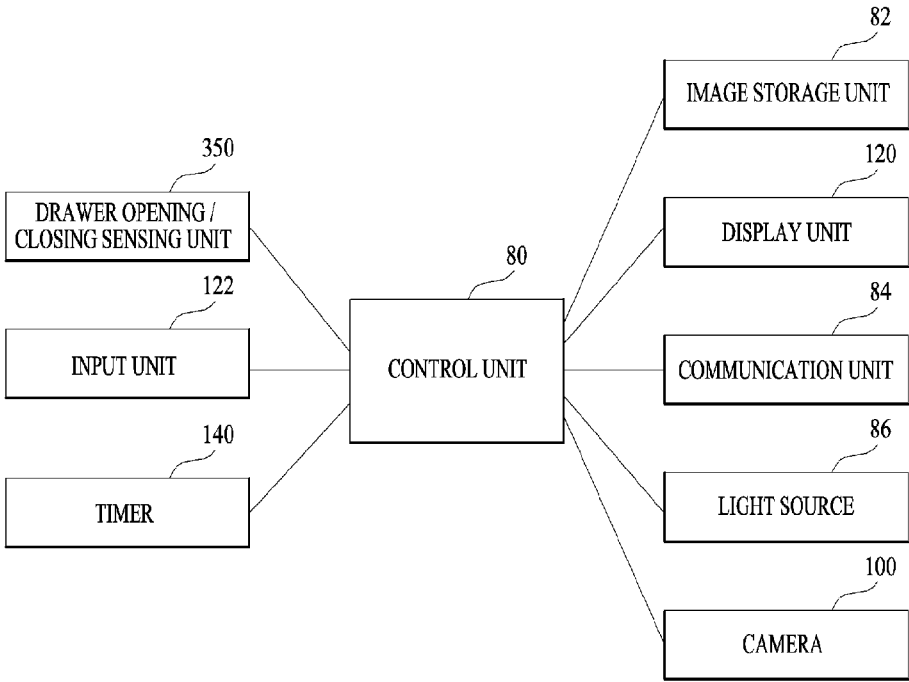 82
IMAGE STORAGE UNIT
350
DRAWER OPENING /
CLOSING SENSING UNIT
120
DISPLAY UNIT
122
INPUT UNIT
80
CONTROL UNIT
84
COMMUNICATION UNIT
140
TIMER
86
LIGHT SOURCE
100
CAMERA